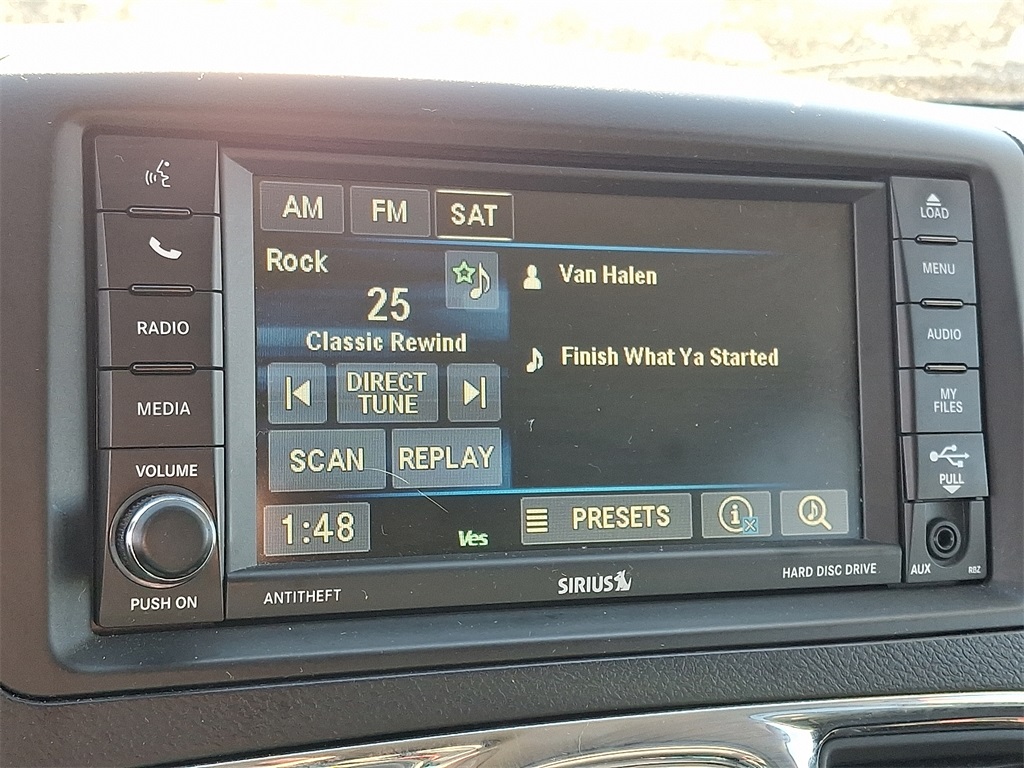 RADIO
MEDIA
VOLUME
PUSH ON
AM FM SAT
Rock
25
Classic Rewind
DIRECT
TUNE
SCAN REPLAY
1:48
Ves
Van Halen
Finish What Ya Started
PRESETS
ANTITHEFT
SIRIUS
HARD DISC DRIVE
LOAD
MENU
AUDIO
MY
FILES
PULL
AUX RBZ